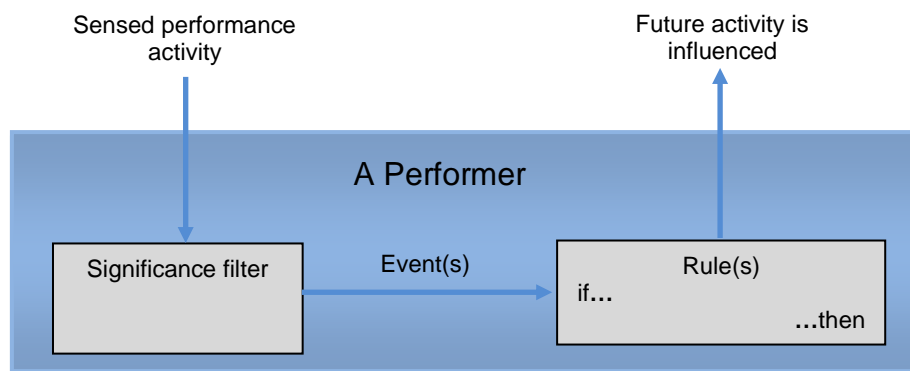 Sensed performance
activity
Future activity is
influenced
A Performer
Significance filter
Event(s)
Rule(s)
if...
...then